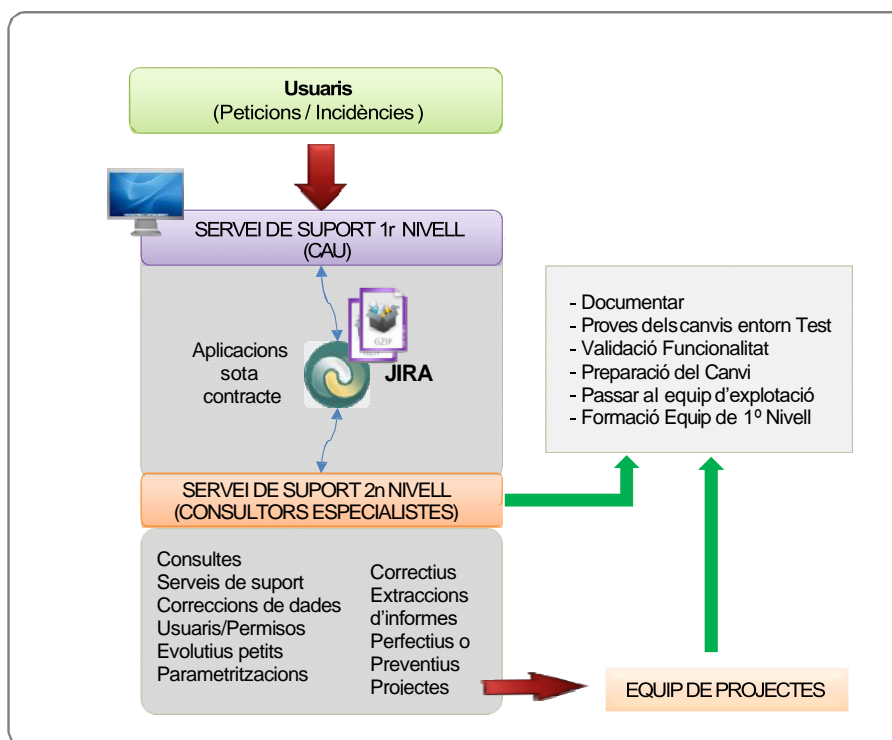 Usuaris
(Peticions / Incidències )
SERVEI DE SUPORT 1r NIVELL
(CAU)
Aplicacions
sota
contracte
GZIP
JIRA
SERVEI DE SUPORT 2n NIVELL
(CONSULTORS ESPECIALISTES)
Consultes
Serveis de suport
Correccions de dades
Usuaris/Permisos
Evolutius petits
Parametritzacions
Correctius
Extraccions
d'informes
Perfectius o
Preventius
Projectes
- Documentar
- Proves dels canvis entorn Test
- Validació Funcionalitat
- Preparació del Canvi
- Passar al equip d'explotació
- Formació Equip de 1º Nivell
EQUIP DE PROJECTES